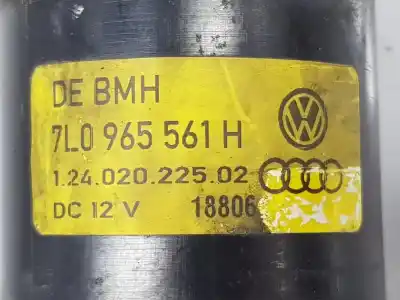 DE BMH
7L0 965 561 H
1.24.020.225.02
DC 12 V 18806